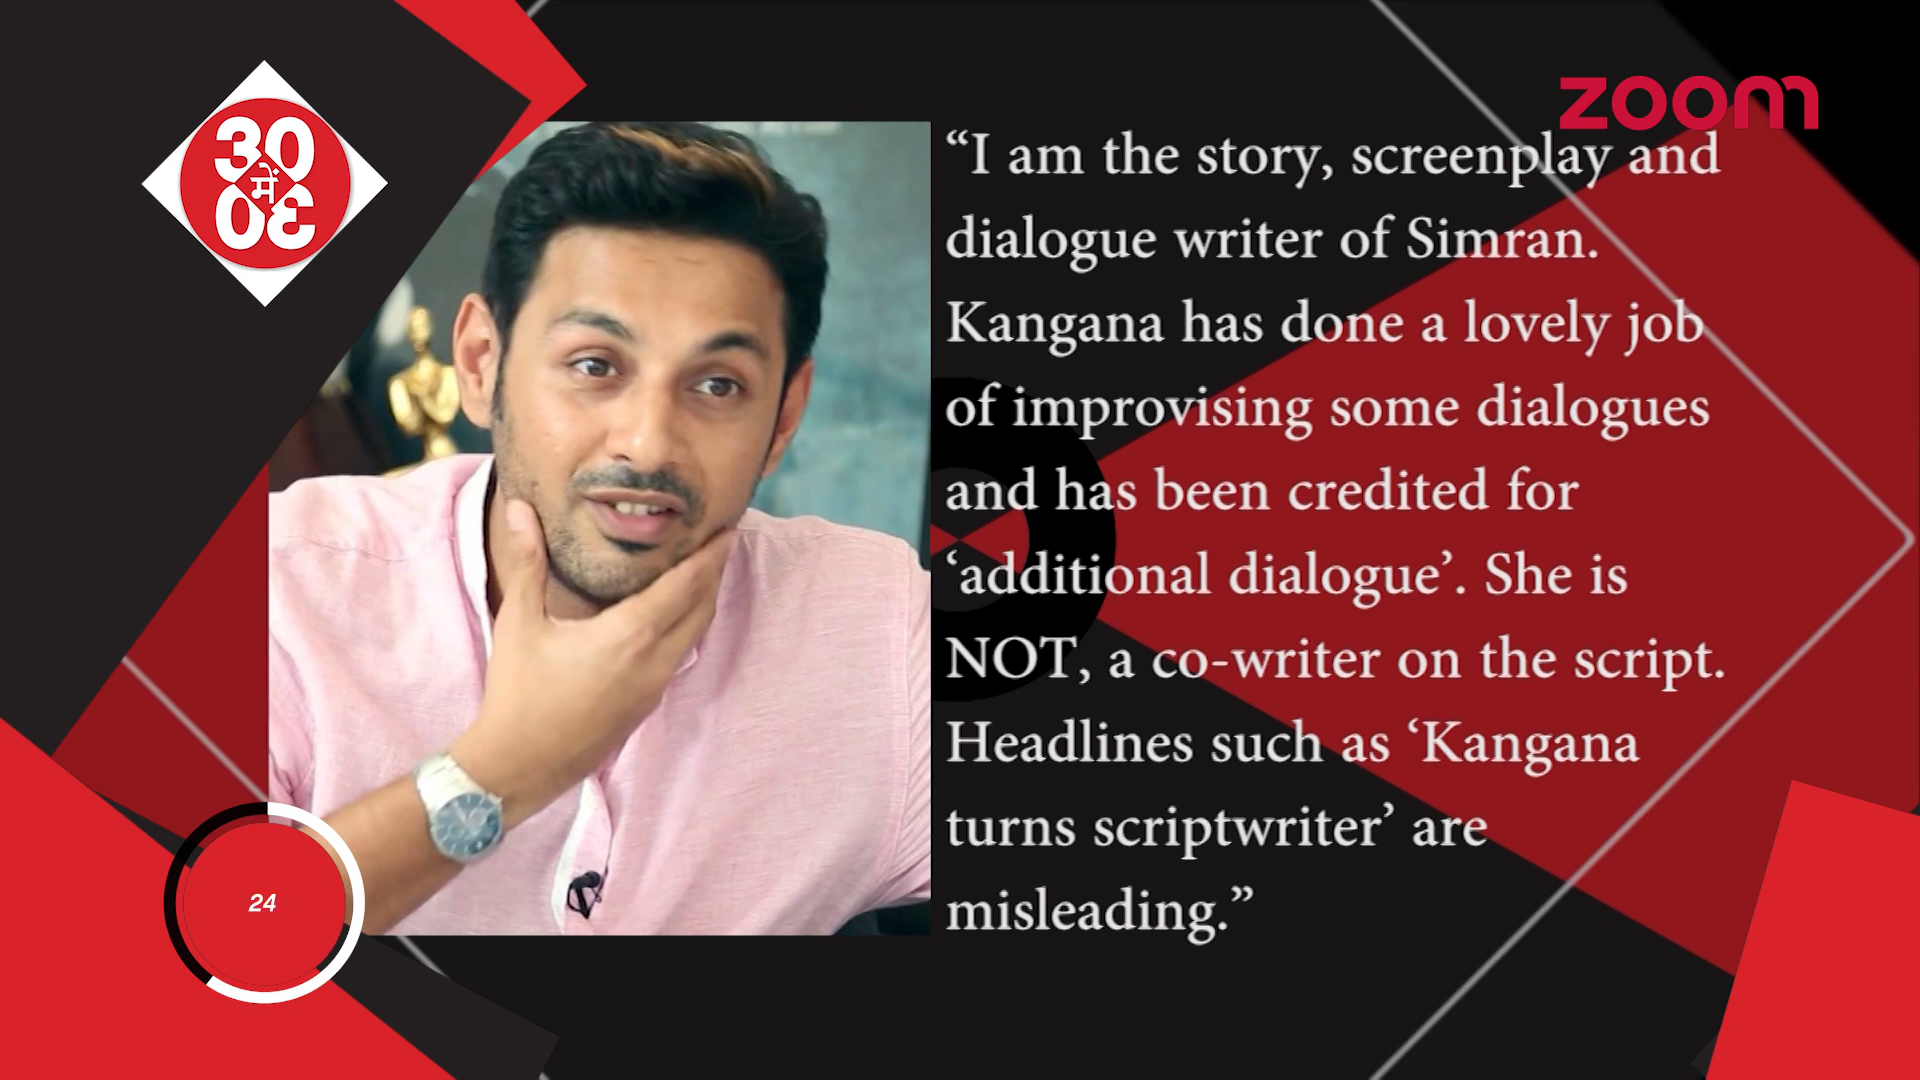 30
में
30
zoom
“I am the story, screenplay and
dialogue writer of Simran.
Kangana has done a lovely job
of improvising some dialogues
and has been credited for
‘additional dialogue’. She is
NOT, a co-writer on the script.
Headlines such as ‘Kangana
turns scriptwriter’ are
misleading.”
24